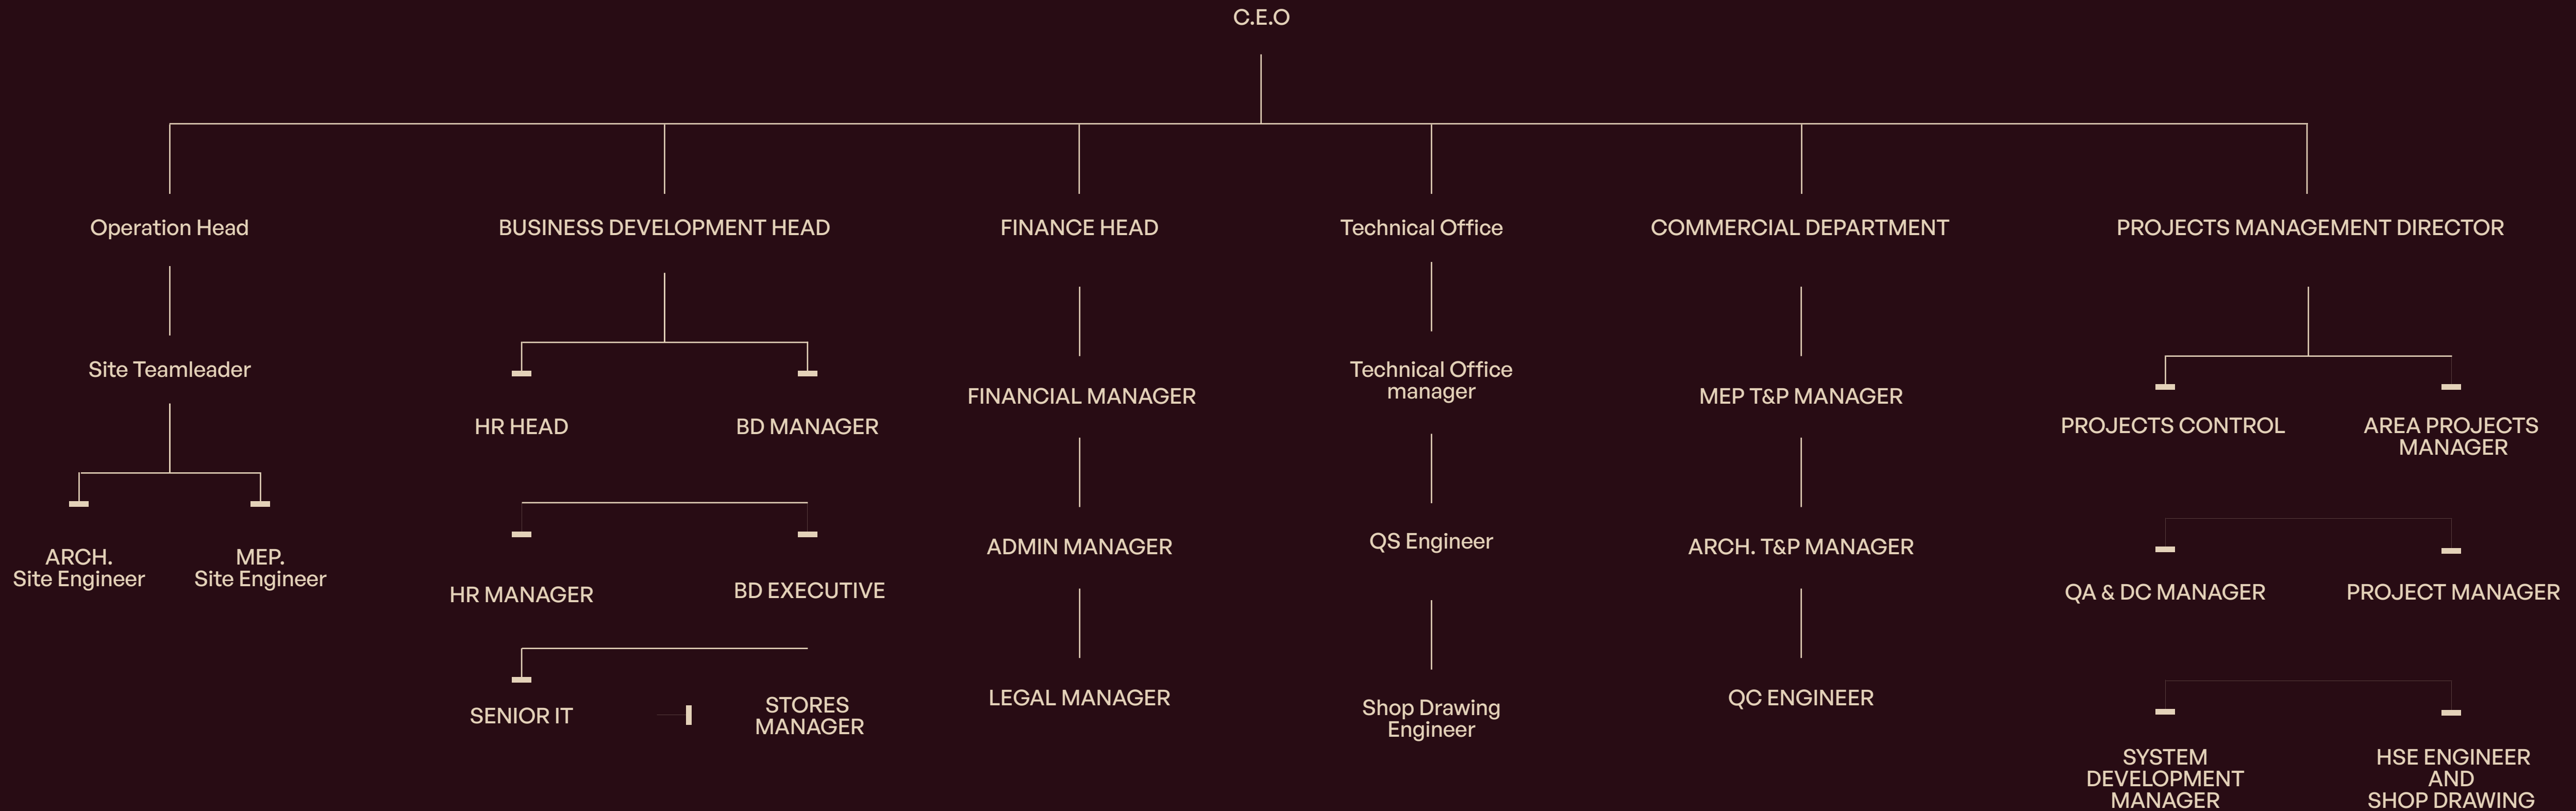 C.E.O
Operation Head
BUSINESS DEVELOPMENT HEAD
FINANCE HEAD
Technical Office
COMMERCIAL DEPARTMENT
PROJECTS MANAGEMENT DIRECTOR
Site Teamleader
Technical Office
manager
FINANCIAL MANAGER
MEP T&P MANAGER
HR HEAD
BD MANAGER
PROJECTS CONTROL
AREA PROJECTS
MANAGER
ARCH.
Site Engineer
MEP.
Site Engineer
ADMIN MANAGER
QS Engineer
ARCH. T&P MANAGER
HR MANAGER
BD EXECUTIVE
QA & DC MANAGER
PROJECT MANAGER
SENIOR IT
STORES
MANAGER
LEGAL MANAGER
Shop Drawing
Engineer
QC ENGINEER
SYSTEM
DEVELOPMENT
MANAGER
HSE ENGINEER
AND
SHOP DRAWING